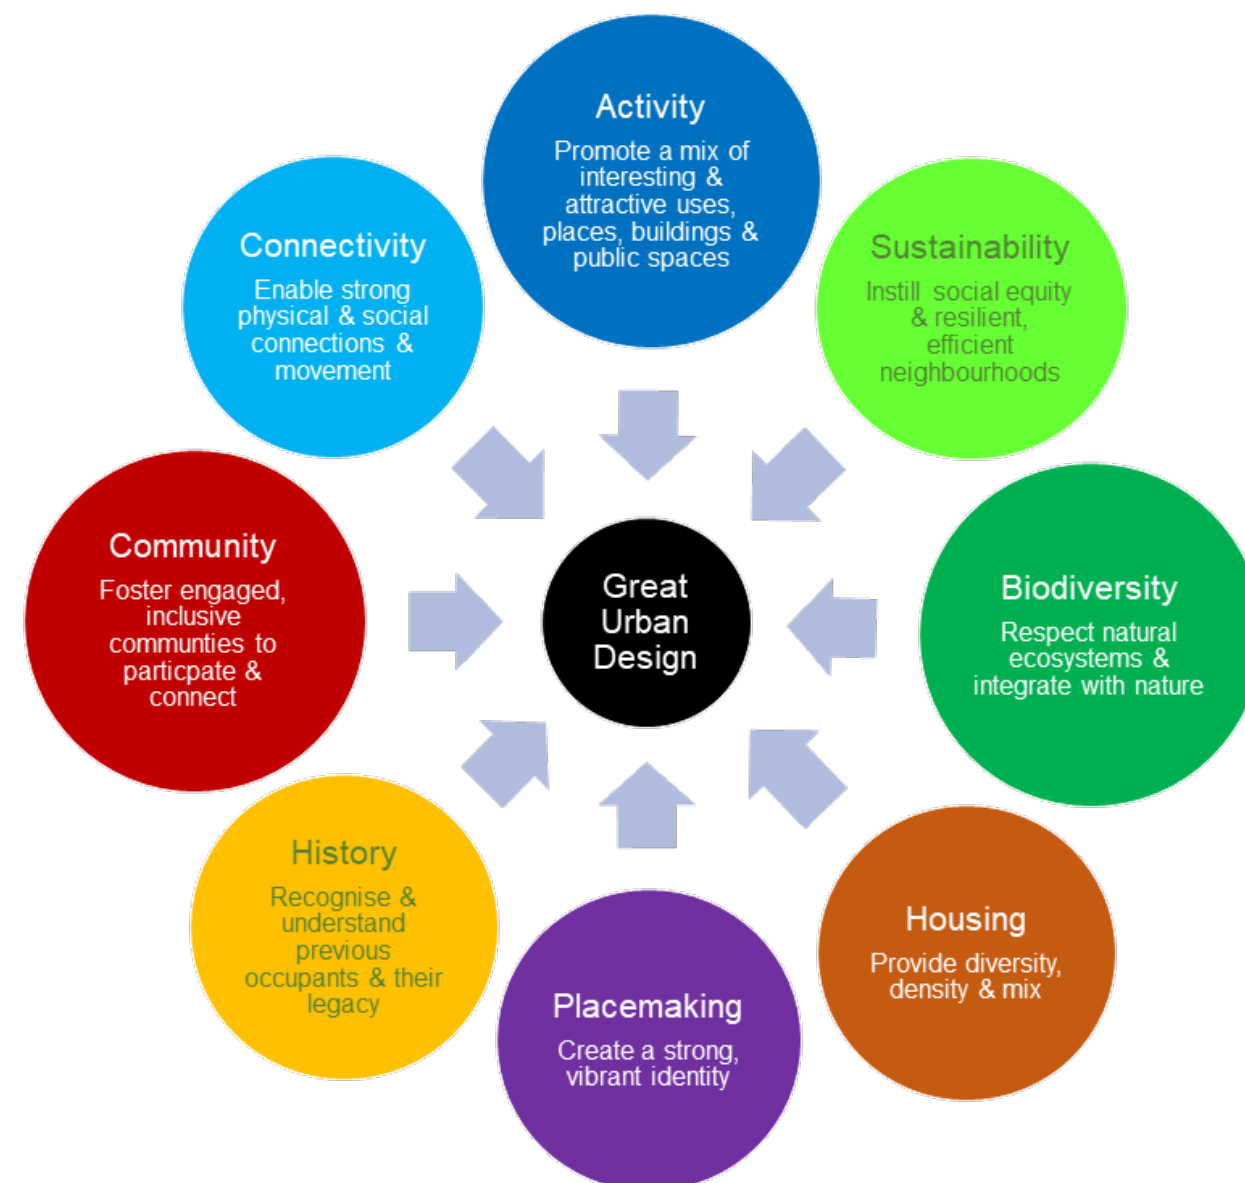 Activity
Promote a mix of
interesting &
attractive uses,
places, buildings &
public spaces
Sustainability
Instill social equity
& resilient,
efficient
neighbourhoods
Biodiversity
Respect natural
ecosystems &
integrate with nature
Housing
Provide diversity,
density & mix
Placemaking
Create a strong,
vibrant identity
History
Recognise &
understand
previous
occupants & their
legacy
Community
Foster engaged,
inclusive
communties to
particpate &
connect
Connectivity
Enable strong
physical & social
connections &
movement
Great
Urban
Design